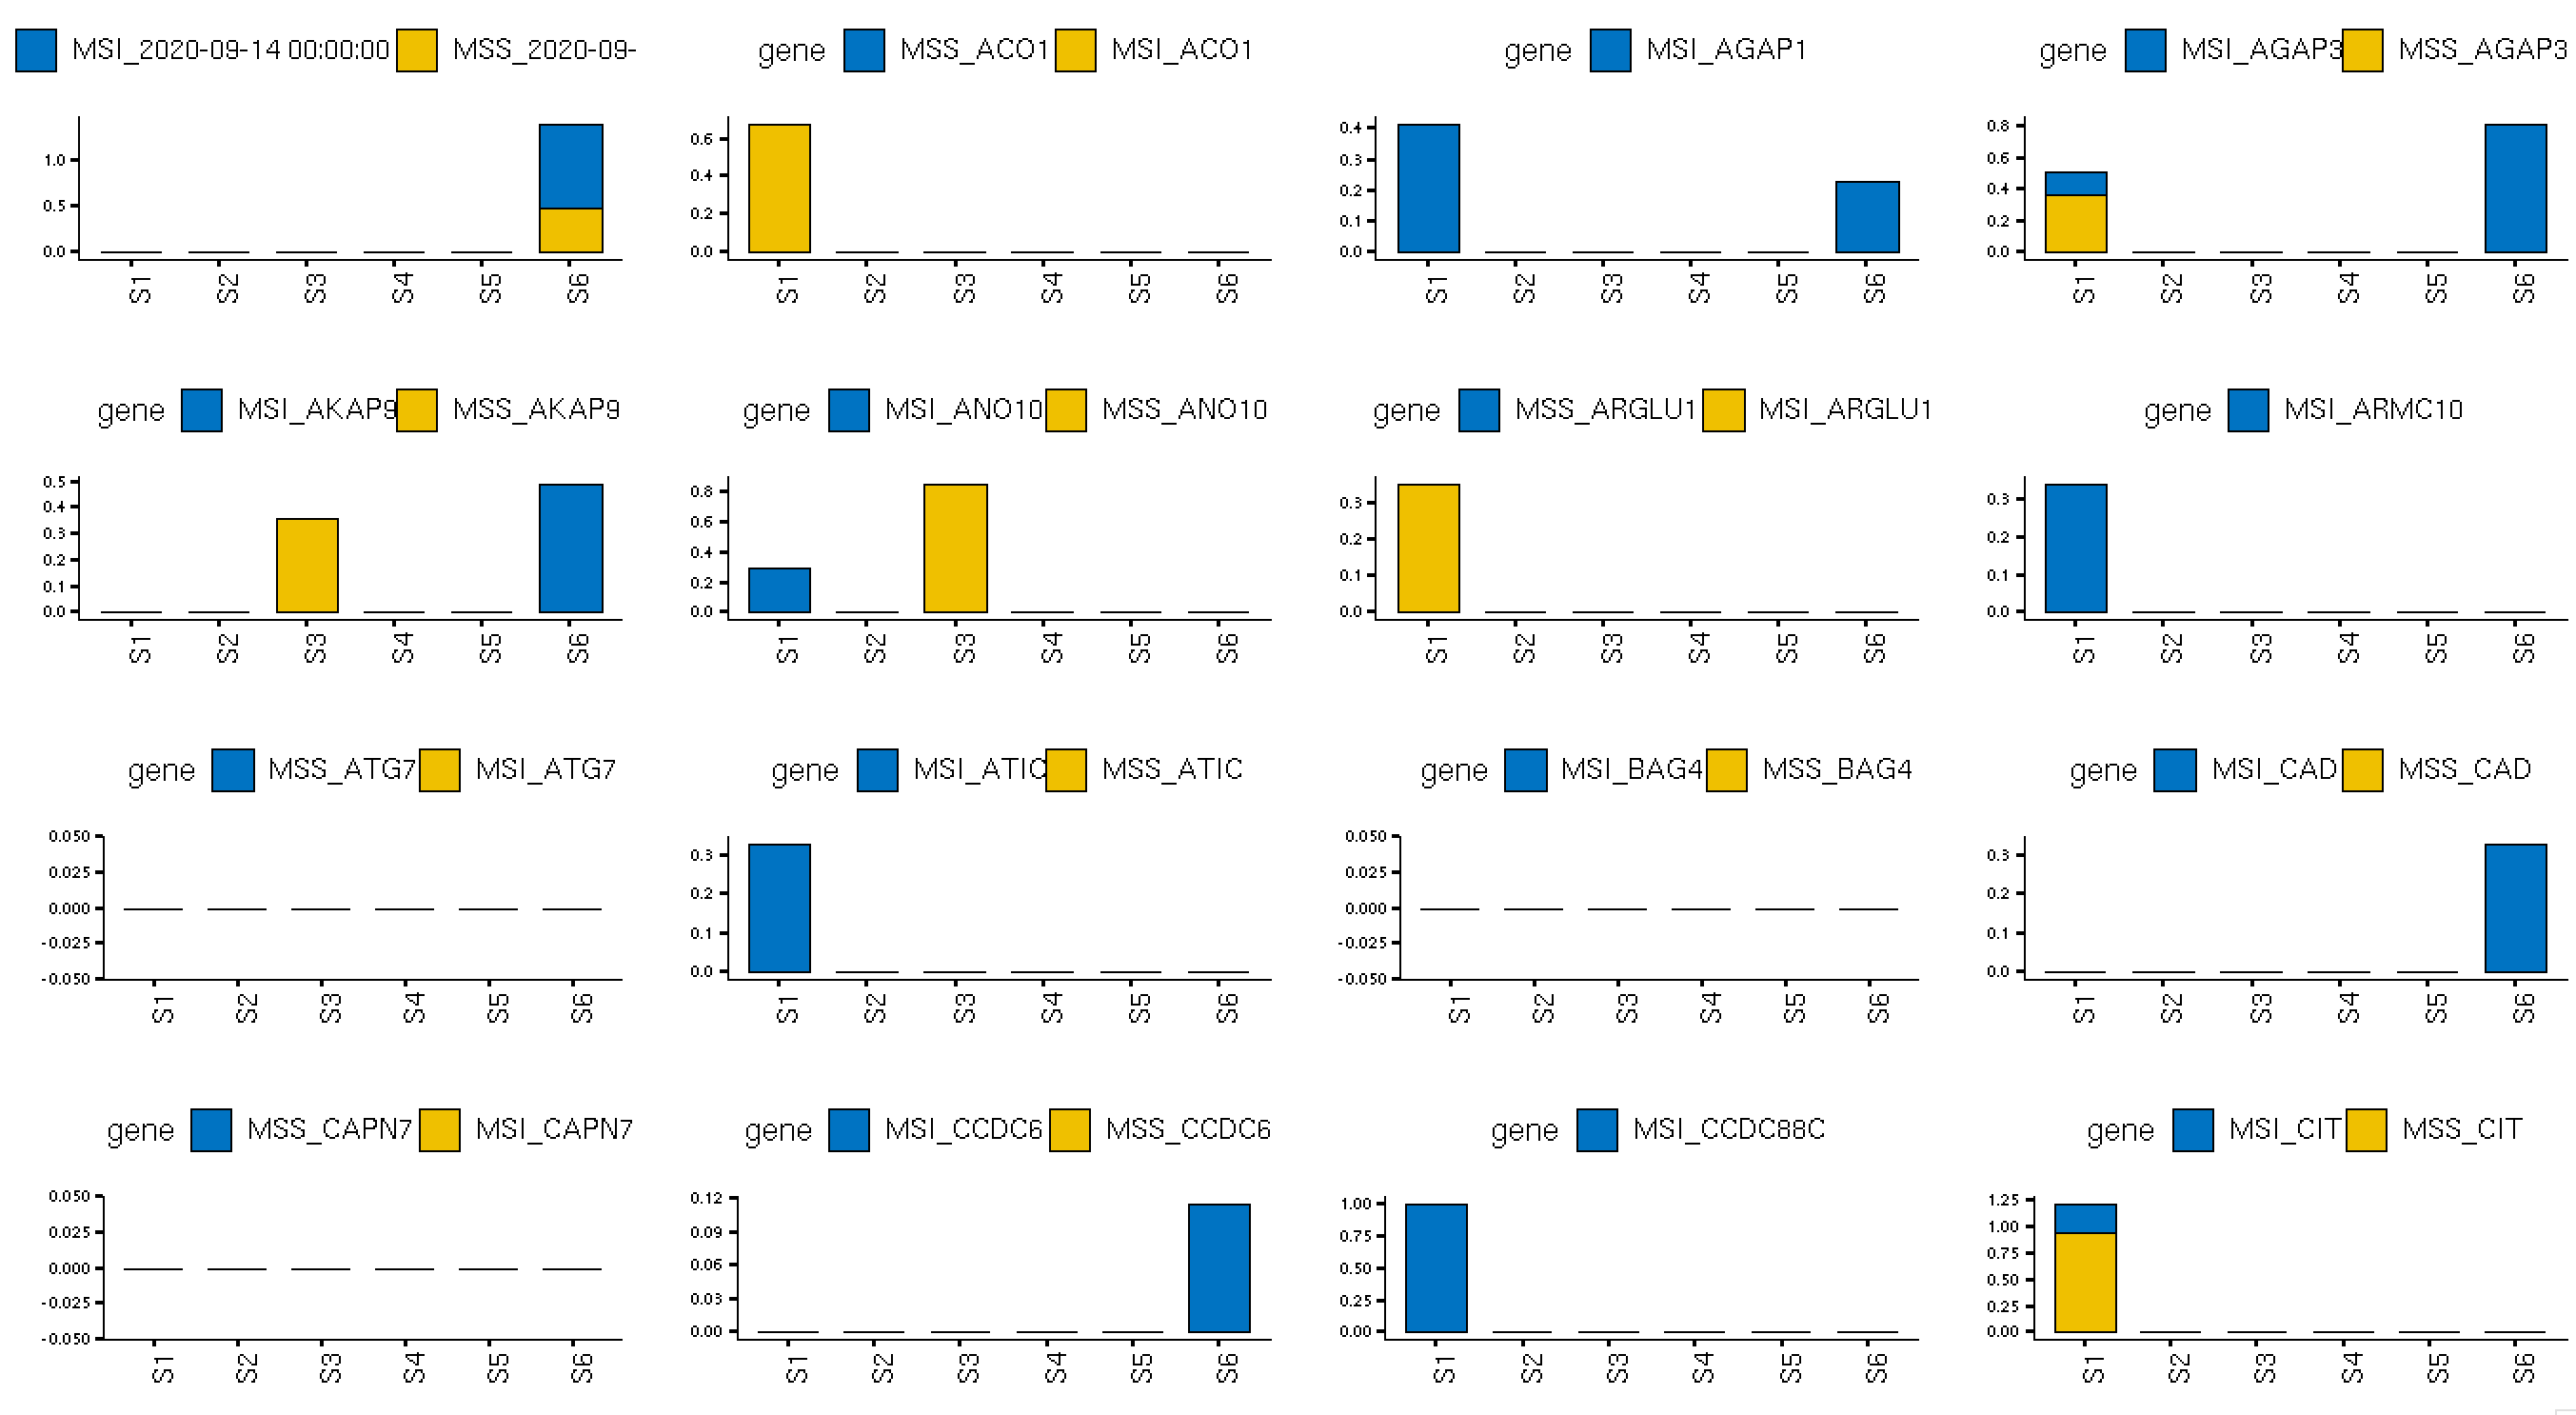 MSI_2020-09-14 00:00:00 MSS_2020-09-
gene MSS_ACO1 MSI_ACO1
gene MSI_AGAP1
gene MSI_AGAP3 MSS_AGAP3
1.0
0.5
0.0
S1 S2 S3 S4 S5 S6
0.6
0.4
0.2
0.0
S1 S2 S3 S4 S5 S6
0.4
0.3
0.2
0.1
0.0
S1 S2 S3 S4 S5 S6
0.8
0.6
0.4
0.2
0.0
S1 S2 S3 S4 S5 S6
gene MSI_AKAP9 MSS_AKAP9
gene MSI_ANO10 MSS_ANO10
gene MSS_ARGLU1 MSI_ARGLU1
gene MSI_ARMC10
0.5
0.4
0.3
0.2
0.1
0.0
S1 S2 S3 S4 S5 S6
0.8
0.6
0.4
0.2
0.0
S1 S2 S3 S4 S5 S6
0.3
0.2
0.1
0.0
S1 S2 S3 S4 S5 S6
0.3
0.2
0.1
0.0
S1 S2 S3 S4 S5 S6
gene MSS_ATG7 MSI_ATG7
gene MSI_ATIC MSS_ATIC
gene MSI_BAG4 MSS_BAG4
gene MSI_CAD MSS_CAD
0.050
0.025
0.000
-0.025
-0.050
S1 S2 S3 S4 S5 S6
0.3
0.2
0.1
0.0
S1 S2 S3 S4 S5 S6
0.050
0.025
0.000
-0.025
-0.050
S1 S2 S3 S4 S5 S6
0.3
0.2
0.1
0.0
S1 S2 S3 S4 S5 S6
gene MSS_CAPN7 MSI_CAPN7
gene MSI_CCDC6 MSS_CCDC6
gene MSI_CCDC88C
gene MSI_CIT MSS_CIT
0.050
0.025
0.000
-0.025
-0.050
S1 S2 S3 S4 S5 S6
0.12
0.09
0.06
0.03
0.00
S1 S2 S3 S4 S5 S6
1.00
0.75
0.50
0.25
0.00
S1 S2 S3 S4 S5 S6
1.25
1.00
0.75
0.50
0.25
0.00
S1 S2 S3 S4 S5 S6